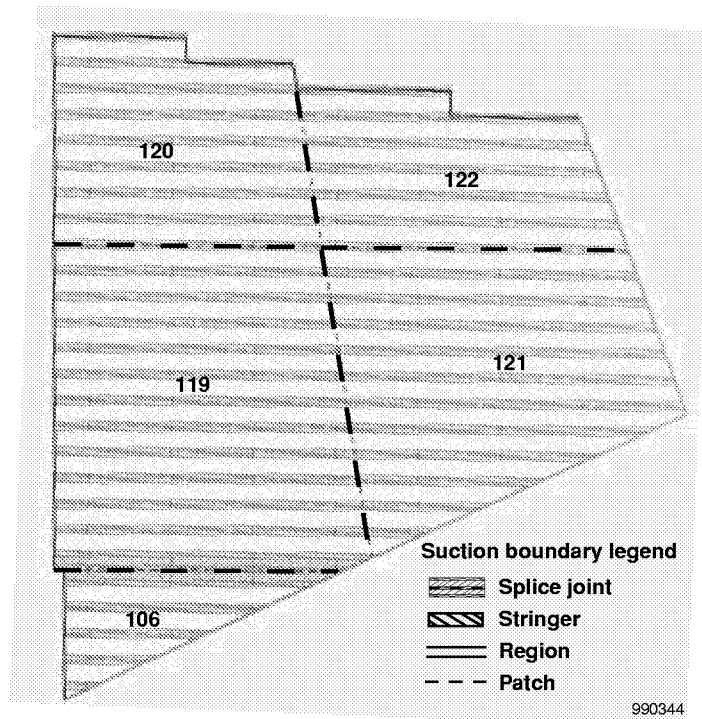 120
122
121
119
106
Suction boundary legend
Splice joint
Stringer
Region
Patch
990344